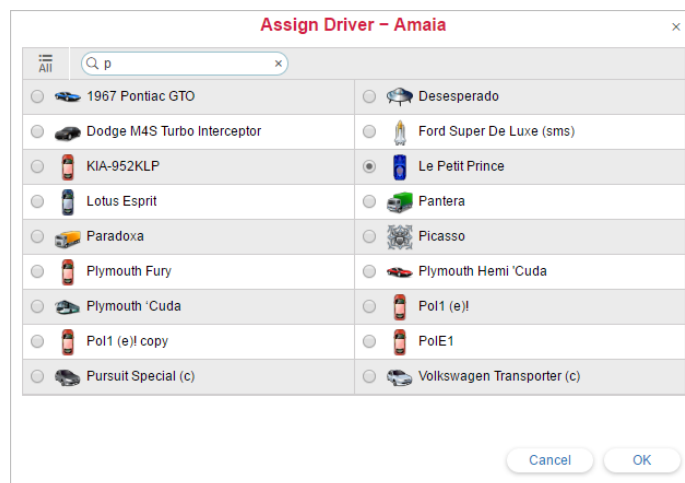 Assign Driver – Amaia
×
All
p ×
1967 Pontiac GTO
Desesperado
Dodge M4S Turbo Interceptor
Ford Super De Luxe (sms)
KIA-952KLP
Le Petit Prince
Lotus Esprit
Pantera
Paradoxa
Picasso
Plymouth Fury
Plymouth Hemi 'Cuda
Plymouth ‘Cuda
Pol1 (e)!
Pol1 (e)! copy
PolE1
Pursuit Special (c)
Volkswagen Transporter (c)
Cancel
OK